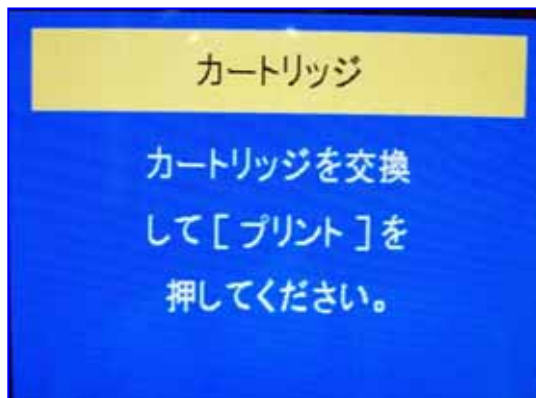 カートリッジ
カートリッジを交換
して[プリント]を
押してください。